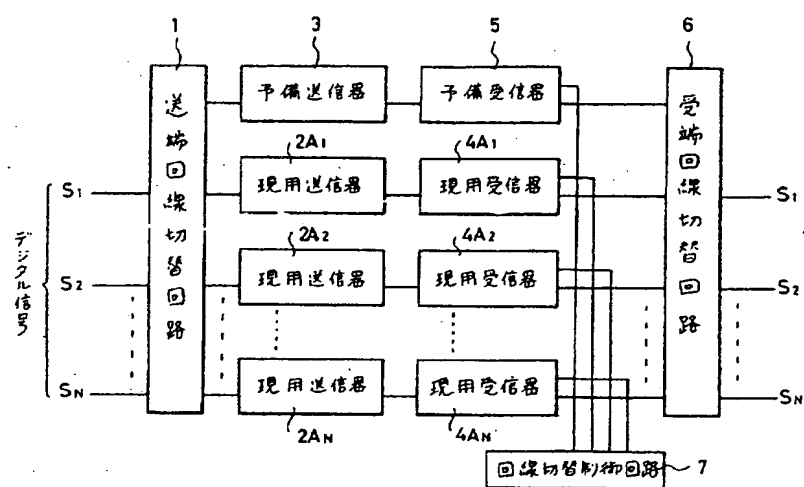 1
3
5
6
送端回線切替回路
予備送信器
予備受信器
受端回線切替回路
2A1
4A1
デジタル信号
S1
現用送信器
現用受信器
S1
2A2
4A2
S2
現用送信器
現用受信器
S2
SN
現用送信器
現用受信器
SN
2AN
4AN
回線切替制御回路
7